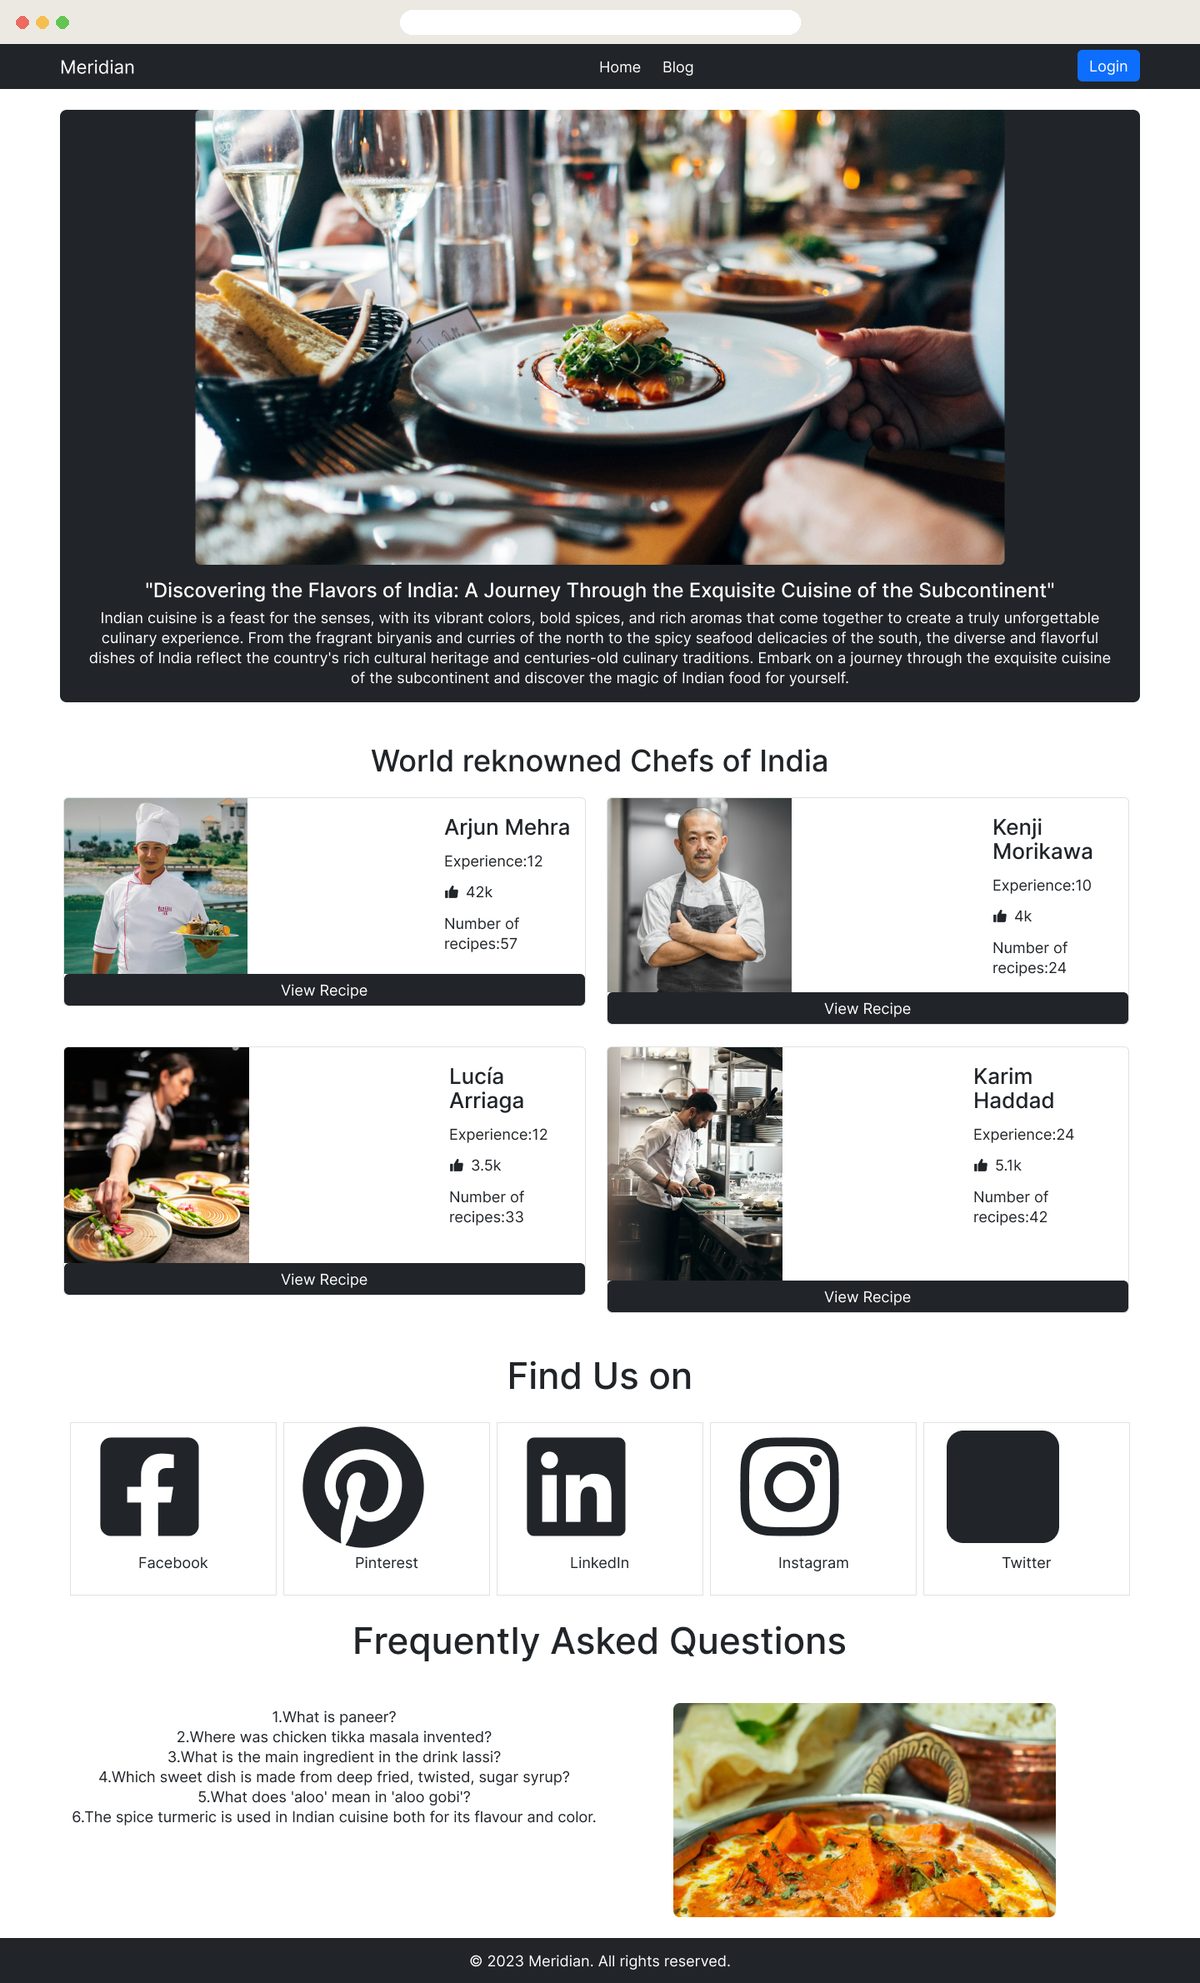 Meridian
Home
Blog
Login
"Discovering the Flavors of India: A Journey Through the Exquisite Cuisine of the Subcontinent"
Indian cuisine is a feast for the senses, with its vibrant colors, bold spices, and rich aromas that come together to create a truly unforgettable
culinary experience. From the fragrant biryanis and curries of the north to the spicy seafood delicacies of the south, the diverse and flavorful
dishes of India reflect the country's rich cultural heritage and centuries-old culinary traditions. Embark on a journey through the exquisite cuisine
of the subcontinent and discover the magic of Indian food for yourself.
World reknowned Chefs of India
Arjun Mehra
Experience:12
42k
Number of
recipes:57
View Recipe
Kenji
Morikawa
Experience:10
4k
Number of
recipes:24
View Recipe
Lucía
Arriaga
Experience:12
3.5k
Number of
recipes:33
View Recipe
Karim
Haddad
Experience:24
5.1k
Number of
recipes:42
View Recipe
Find Us on
Facebook
Pinterest
LinkedIn
Instagram
Twitter
Frequently Asked Questions
1.What is paneer?
2.Where was chicken tikka masala invented?
3.What is the main ingredient in the drink lassi?
4.Which sweet dish is made from deep fried, twisted, sugar syrup?
5.What does 'aloo' mean in 'aloo gobi'?
6.The spice turmeric is used in Indian cuisine both for its flavour and color.
© 2023 Meridian. All rights reserved.